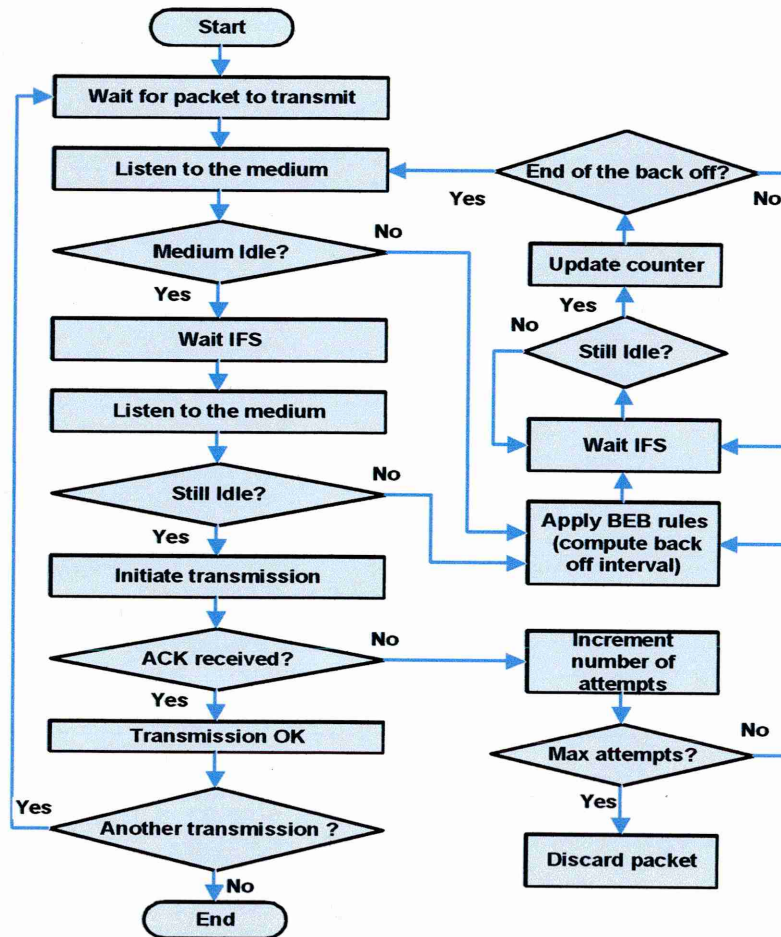 Start
Wait for packet to transmit
Listen to the medium
Medium Idle?
No
Yes
Wait IFS
Listen to the medium
Still Idle?
No
Yes
Initiate transmission
ACK received?
No
Yes
Transmission OK
Another transmission ?
Yes
No
End
End of the back off?
Yes
No
Update counter
Yes
No
Still Idle?
Wait IFS
Apply BEB rules
(compute back
off interval)
Increment
number of
attempts
Max attempts?
No
Yes
Discard packet